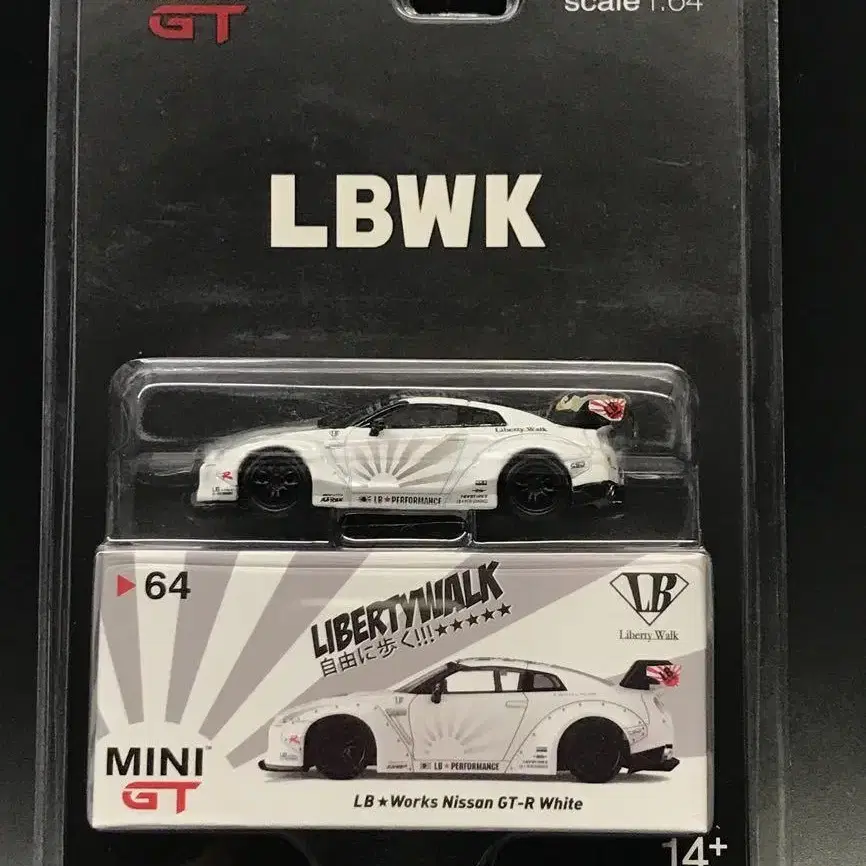 GT
scale 1:64
LBWK
Liberty.Walk
LB★PERFORMANCE
64
LIBERTYWALK
自由に歩く!!!★★★★★
LB
Liberty.Walk
LB★PERFORMANCE
MINI
GT
LB★Works Nissan GT-R White
14+